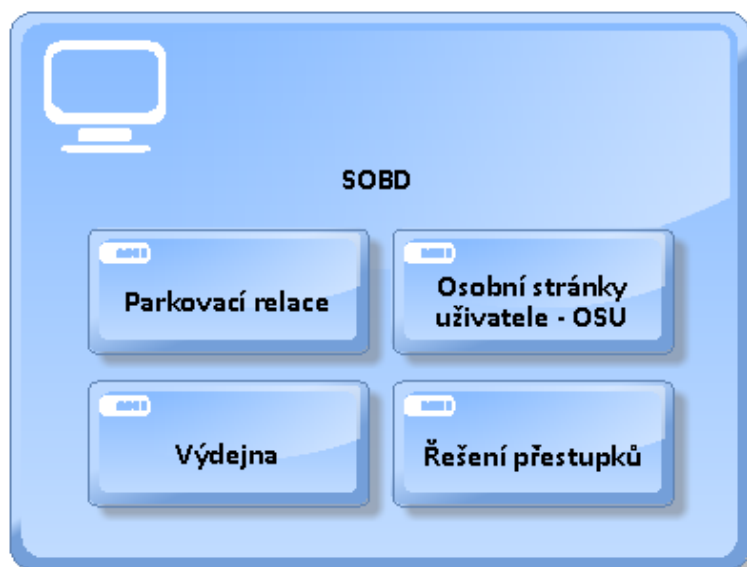 SOBD
Parkovací relace
Osobní stránky
uživatele - OSU
Výdejna
Řešení přestupků